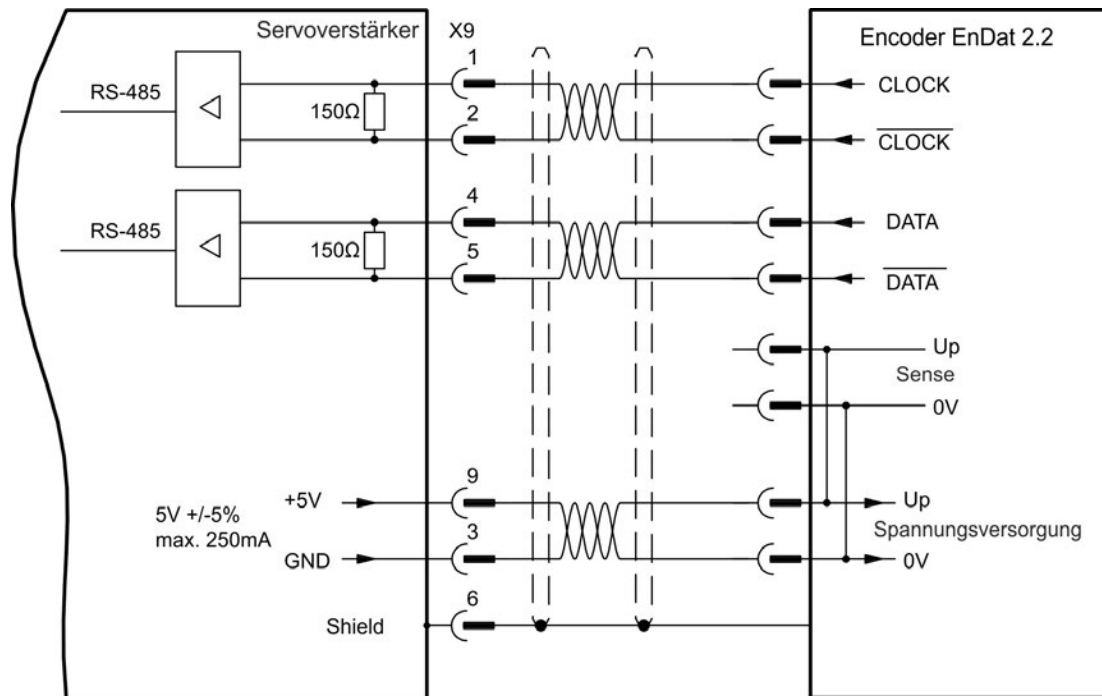 Servoverstärker
X9
Encoder EnDat 2.2
1
RS-485
150Ω
CLOCK
2
CLOCK
4
RS-485
150Ω
DATA
5
DATA
Up
Sense
0V
9
+5V
Up
5V +/-5%
max. 250mA
Spannungsversorgung
3
GND
0V
6
Shield